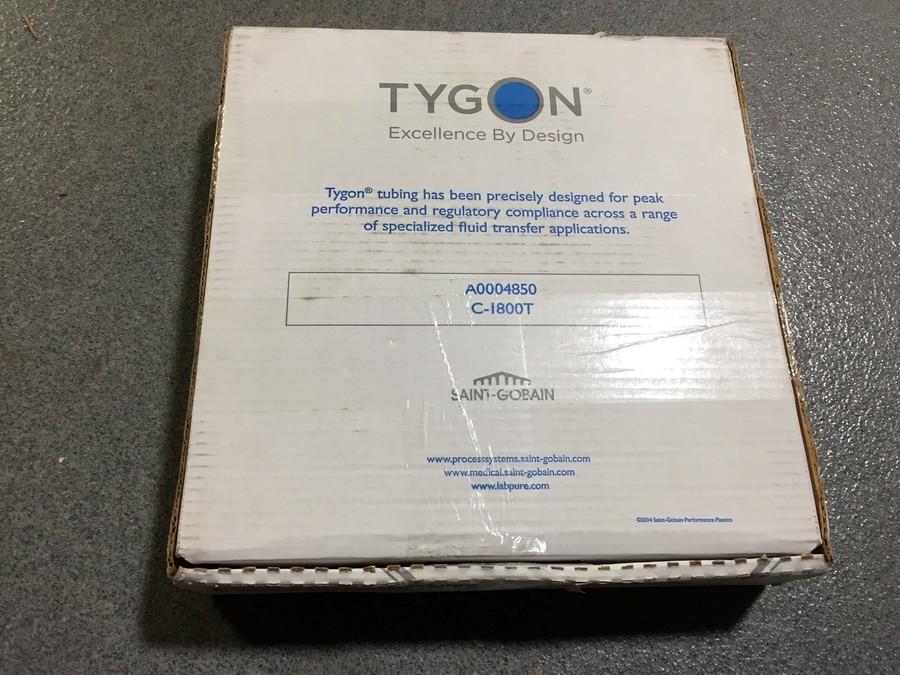 TYGON®
Excellence By Design
Tygon® tubing has been precisely designed for peak
performance and regulatory compliance across a range
of specialized fluid transfer applications.
A0004850
C-1800T
SAINT-GOBAIN
www.processsystems.saint-gobain.com
www.medical.saint-gobain.com
www.labpure.com
©2014 Saint-Gobain Performance Plastics